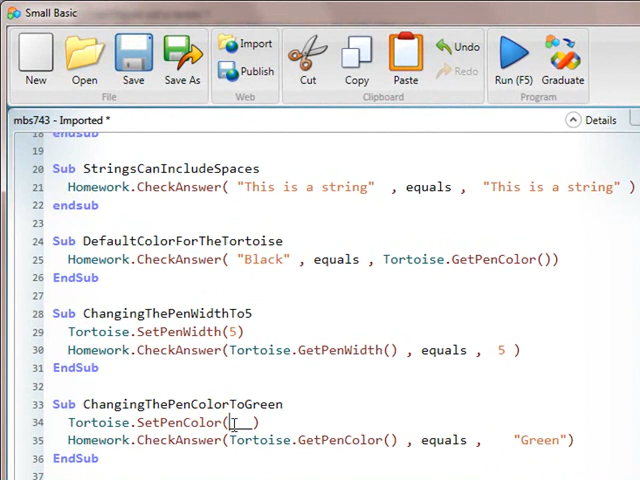 Small Basic
New
Open
Save
Save As
Import
Publish
Cut
Copy
Paste
Undo
Redo
Run (F5)
Graduate
File
Web
Clipboard
Program
mbs743 - Imported *
Details
18 endsub
19
20 Sub StringsCanIncludeSpaces
21 Homework.CheckAnswer( "This is a string" , equals , "This is a string" )
22 endsub
23
24 Sub DefaultColorForTheTortoise
25 Homework.CheckAnswer( "Black" , equals , Tortoise.GetPenColor())
26 EndSub
27
28 Sub ChangingThePenWidthTo5
29 Tortoise.SetPenWidth(5)
30 Homework.CheckAnswer(Tortoise.GetPenWidth() , equals , 5 )
31 EndSub
32
33 Sub ChangingThePenColorToGreen
34 Tortoise.SetPenColor(___)
35 Homework.CheckAnswer(Tortoise.GetPenColor() , equals , "Green")
36 EndSub
37